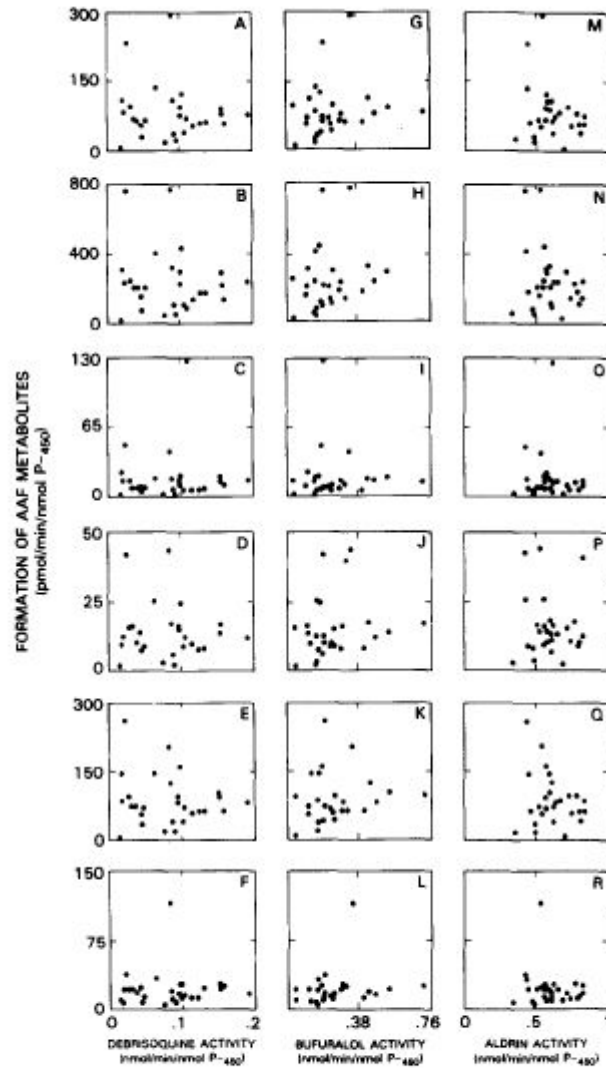 FORMATION OF AAF METABOLITES
(pmol/min/nmol P-450)
300
150
0
A
G
M
800
400
0
B
H
N
130
65
0
C
I
O
50
25
0
D
J
P
300
150
0
E
K
Q
150
75
0
F
L
R
0 .1 .2
.38 .76
0 .5 1
DEBRISOQUINE ACTIVITY
(nmol/min/nmol P-450)
BUFURALOL ACTIVITY
(nmol/min/nmol P-450)
ALDRIN ACTIVITY
(nmol/min/nmol P-450)